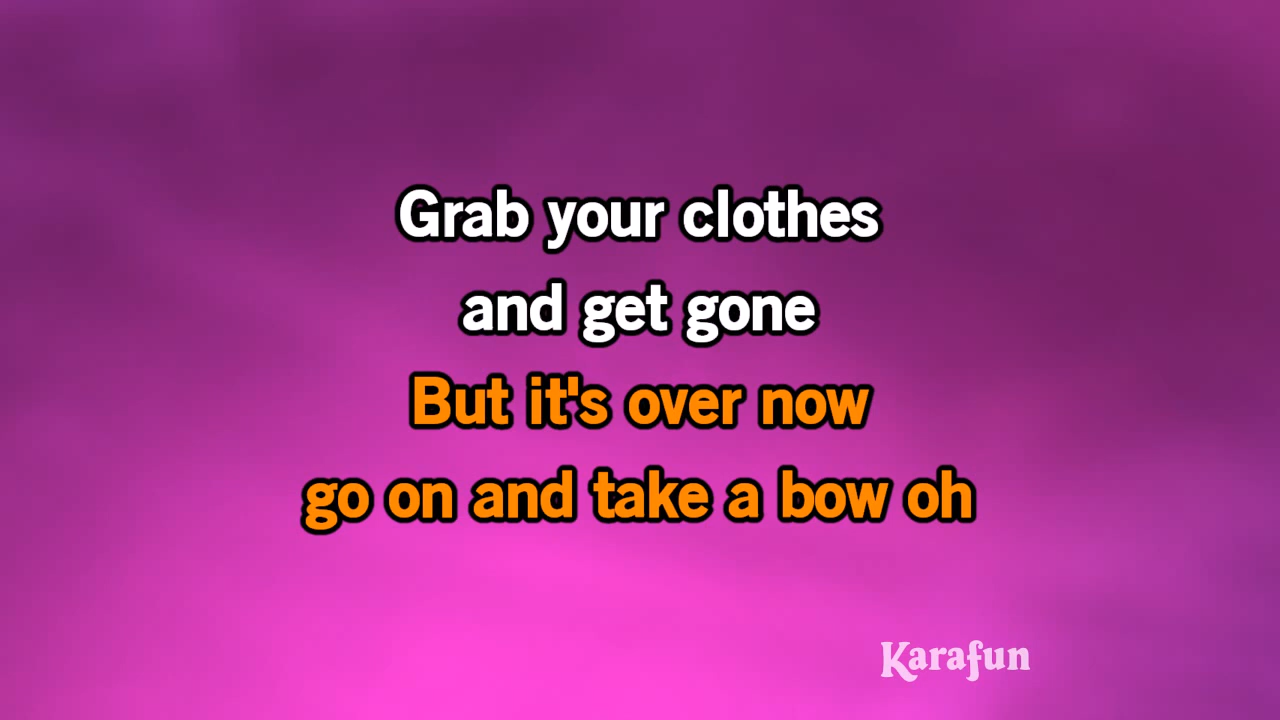 Grab your clothes
and get gone
But it's over now
go on and take a bow oh
Karafun